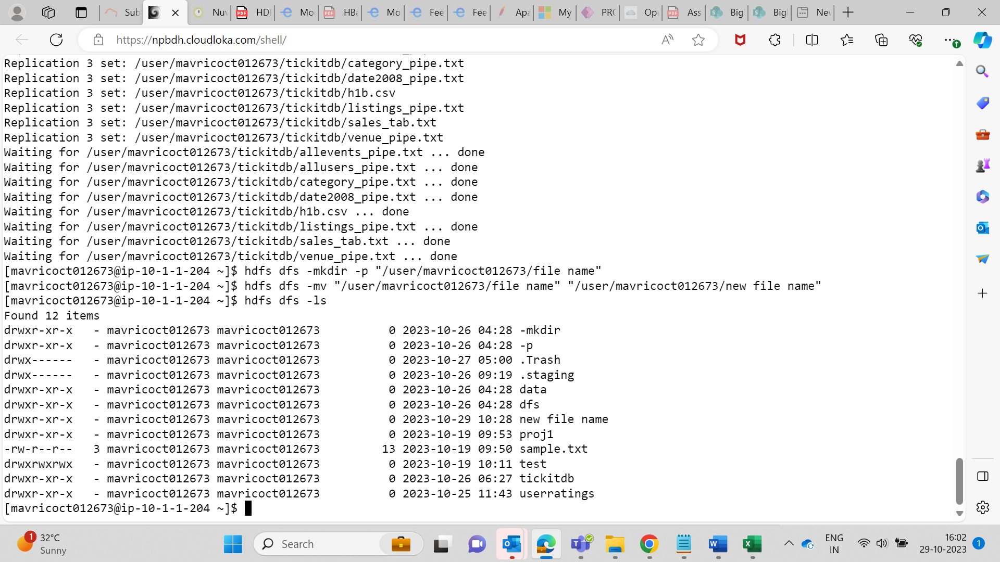 Sub
Nuv
HDF
Mo
HBa
Mo
Fee
Fee
Apa
My
PRO
Ope
Ass
Big
Big
Nev
https://npbdh.cloudloka.com/shell/
Replication 3 set: /user/mavricoct012673/tickitdb/category_pipe.txt
Replication 3 set: /user/mavricoct012673/tickitdb/date2008_pipe.txt
Replication 3 set: /user/mavricoct012673/tickitdb/h1b.csv
Replication 3 set: /user/mavricoct012673/tickitdb/listings_pipe.txt
Replication 3 set: /user/mavricoct012673/tickitdb/sales_tab.txt
Replication 3 set: /user/mavricoct012673/tickitdb/venue_pipe.txt
Waiting for /user/mavricoct012673/tickitdb/allevents_pipe.txt ... done
Waiting for /user/mavricoct012673/tickitdb/allusers_pipe.txt ... done
Waiting for /user/mavricoct012673/tickitdb/category_pipe.txt ... done
Waiting for /user/mavricoct012673/tickitdb/date2008_pipe.txt ... done
Waiting for /user/mavricoct012673/tickitdb/h1b.csv ... done
Waiting for /user/mavricoct012673/tickitdb/listings_pipe.txt ... done
Waiting for /user/mavricoct012673/tickitdb/sales_tab.txt ... done
Waiting for /user/mavricoct012673/tickitdb/venue_pipe.txt ... done
[mavricoct012673@ip-10-1-1-204 ~]$ hdfs dfs -mkdir -p "/user/mavricoct012673/file name"
[mavricoct012673@ip-10-1-1-204 ~]$ hdfs dfs -mv "/user/mavricoct012673/file name" "/user/mavricoct012673/new file name"
[mavricoct012673@ip-10-1-1-204 ~]$ hdfs dfs -ls
Found 12 items
drwxr-xr-x   - mavricoct012673 mavricoct012673          0 2023-10-26 04:28 -mkdir
drwxr-xr-x   - mavricoct012673 mavricoct012673          0 2023-10-26 04:28 -p
drwx------   - mavricoct012673 mavricoct012673          0 2023-10-27 05:00 .Trash
drwx------   - mavricoct012673 mavricoct012673          0 2023-10-26 09:19 .staging
drwxr-xr-x   - mavricoct012673 mavricoct012673          0 2023-10-26 04:28 data
drwxr-xr-x   - mavricoct012673 mavricoct012673          0 2023-10-26 04:28 dfs
drwxr-xr-x   - mavricoct012673 mavricoct012673          0 2023-10-29 10:28 new file name
drwxr-xr-x   - mavricoct012673 mavricoct012673          0 2023-10-19 09:53 proj1
-rw-r--r--   3 mavricoct012673 mavricoct012673         13 2023-10-19 09:50 sample.txt
drwxrwxrwx   - mavricoct012673 mavricoct012673          0 2023-10-19 10:11 test
drwxr-xr-x   - mavricoct012673 mavricoct012673          0 2023-10-26 06:27 tickitdb
drwxr-xr-x   - mavricoct012673 mavricoct012673          0 2023-10-25 11:43 userratings
[mavricoct012673@ip-10-1-1-204 ~]$
1
32°C
Sunny
Search
ENG
IN
16:02
29-10-2023
1